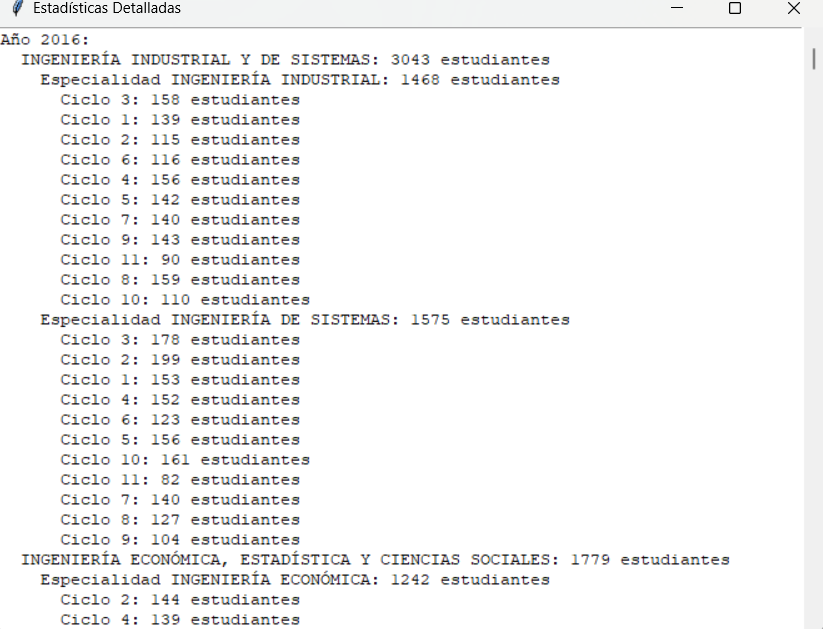 Estadísticas Detalladas
Año 2016:
INGENIERÍA INDUSTRIAL Y DE SISTEMAS: 3043 estudiantes
Especialidad INGENIERÍA INDUSTRIAL: 1468 estudiantes
Ciclo 3: 158 estudiantes
Ciclo 1: 139 estudiantes
Ciclo 2: 115 estudiantes
Ciclo 6: 116 estudiantes
Ciclo 4: 156 estudiantes
Ciclo 5: 142 estudiantes
Ciclo 7: 140 estudiantes
Ciclo 9: 143 estudiantes
Ciclo 11: 90 estudiantes
Ciclo 8: 159 estudiantes
Ciclo 10: 110 estudiantes
Especialidad INGENIERÍA DE SISTEMAS: 1575 estudiantes
Ciclo 3: 178 estudiantes
Ciclo 2: 199 estudiantes
Ciclo 1: 153 estudiantes
Ciclo 4: 152 estudiantes
Ciclo 6: 123 estudiantes
Ciclo 5: 156 estudiantes
Ciclo 10: 161 estudiantes
Ciclo 11: 82 estudiantes
Ciclo 7: 140 estudiantes
Ciclo 8: 127 estudiantes
Ciclo 9: 104 estudiantes
INGENIERÍA ECONÓMICA, ESTADÍSTICA Y CIENCIAS SOCIALES: 1779 estudiantes
Especialidad INGENIERÍA ECONÓMICA: 1242 estudiantes
Ciclo 2: 144 estudiantes
Ciclo 4: 139 estudiantes